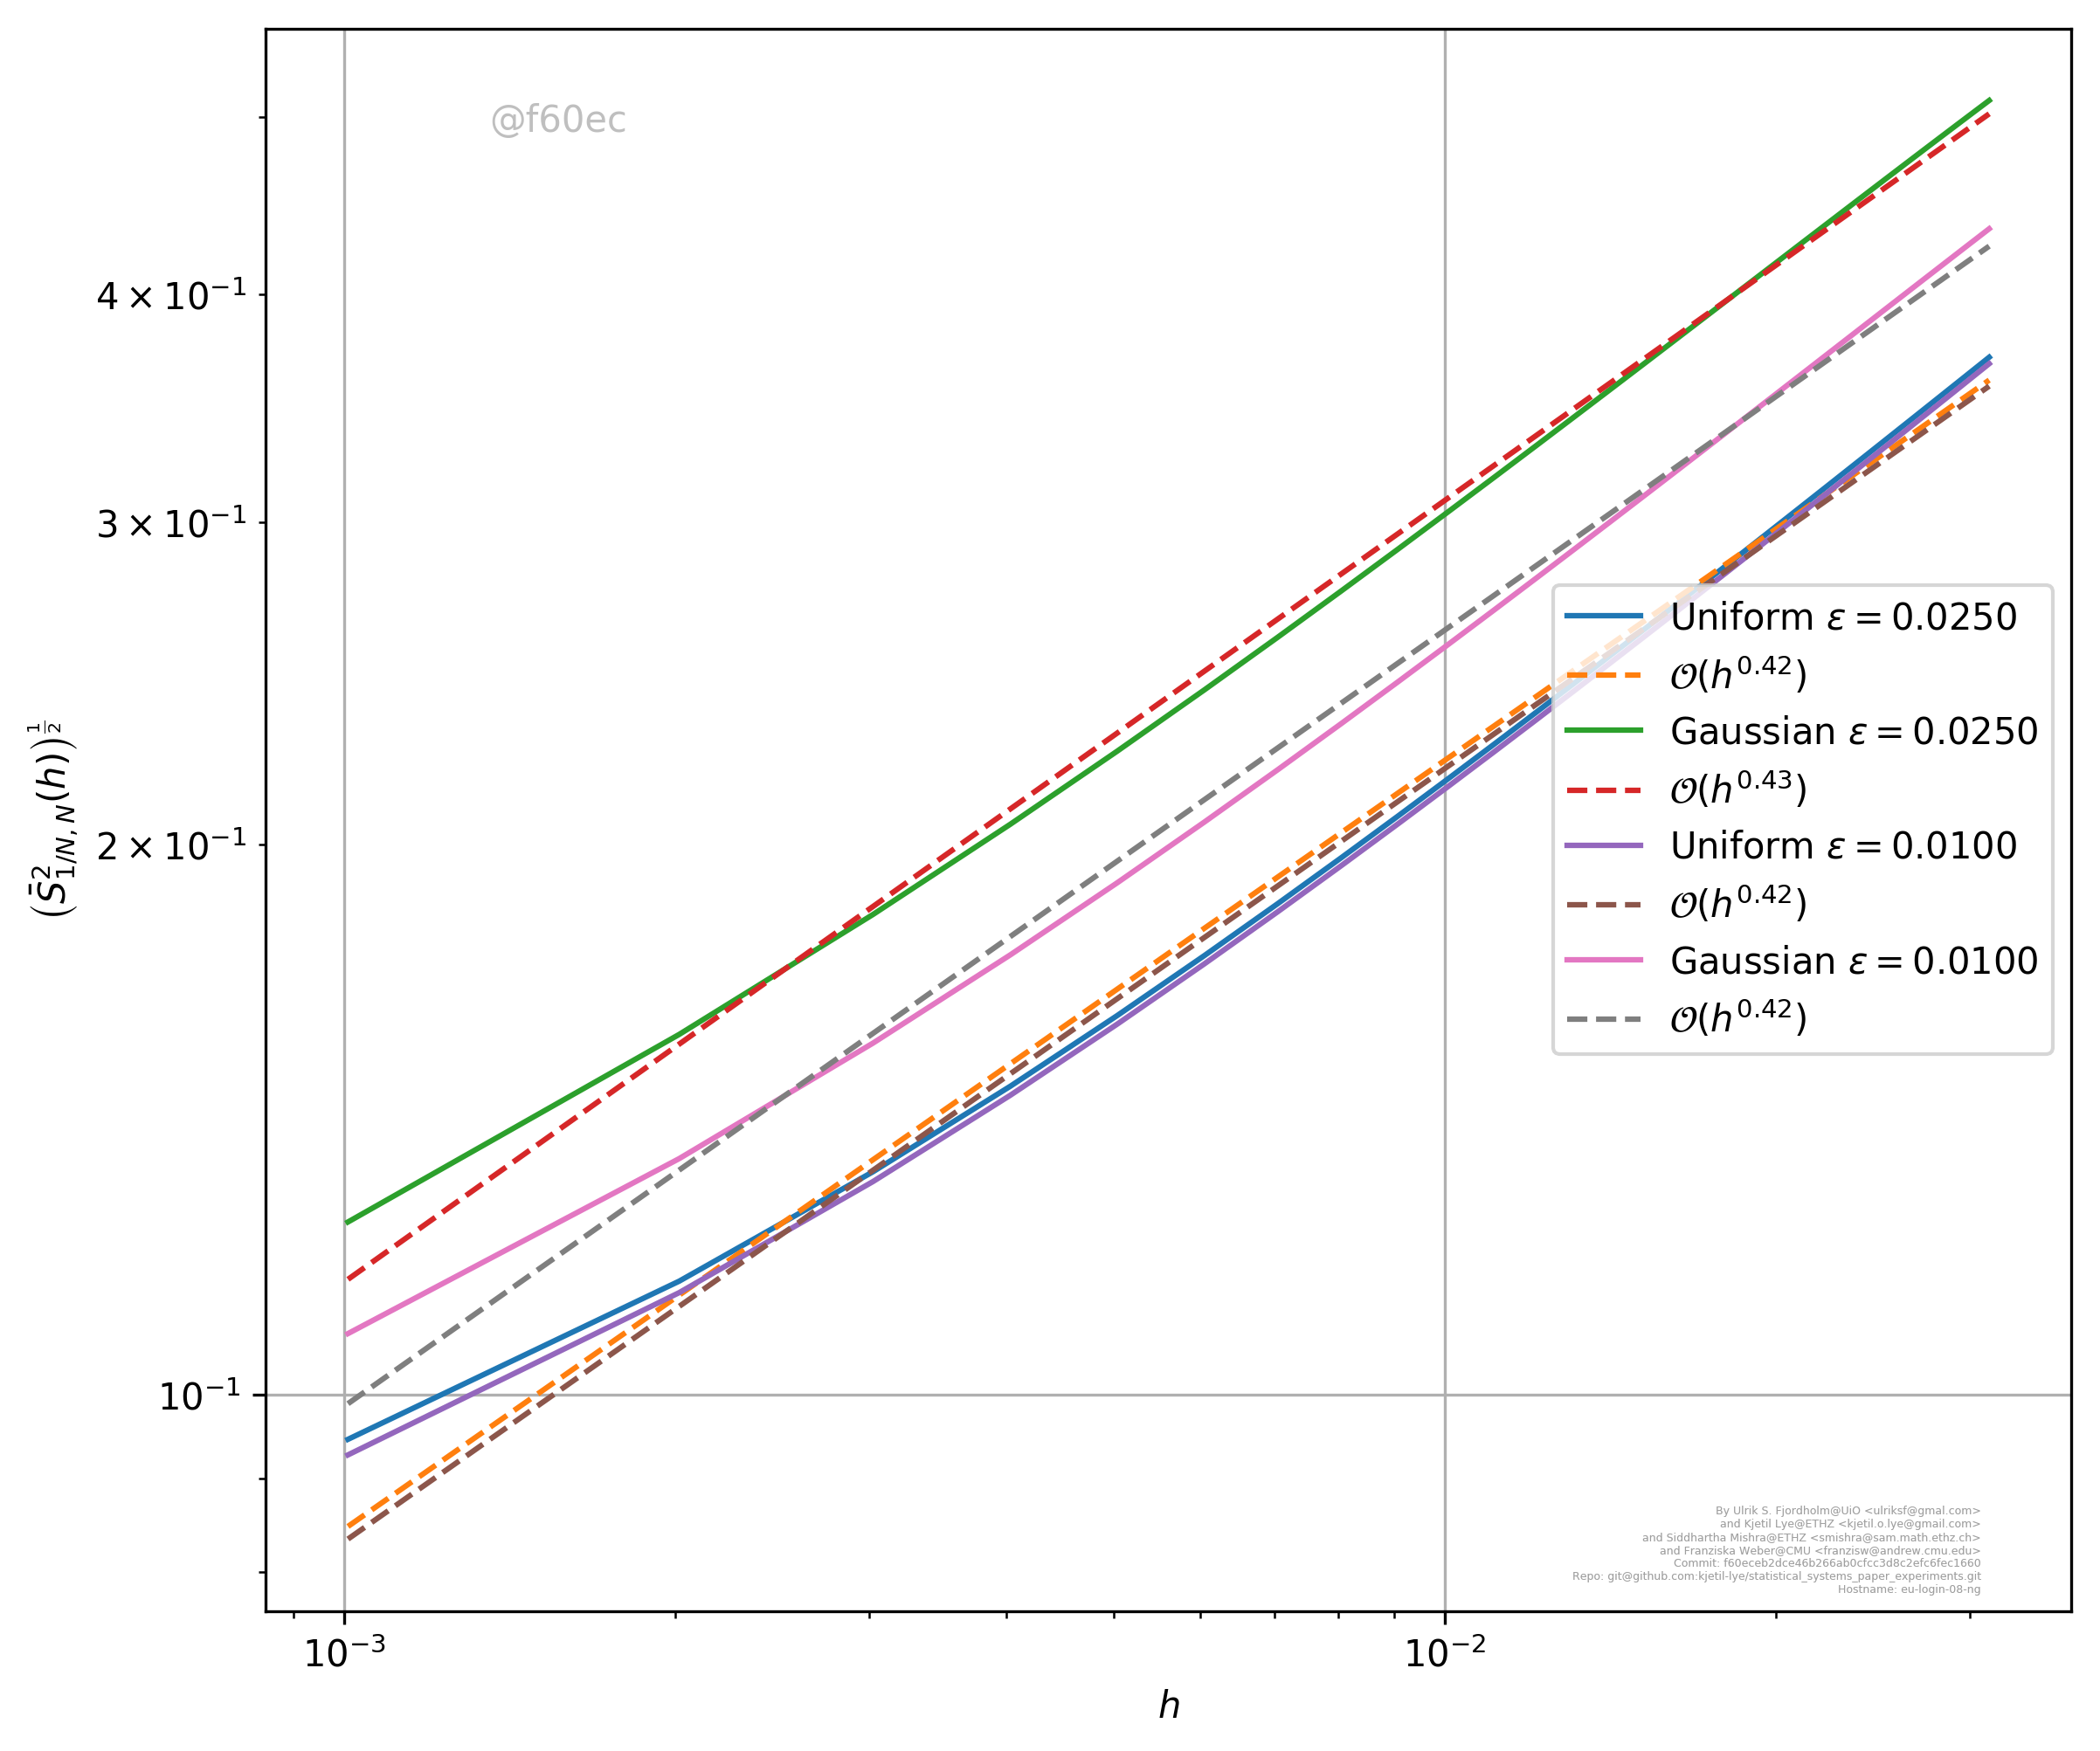 @f60ec
4 × 10⁻¹
3 × 10⁻¹
2 × 10⁻¹
10⁻¹
(S̄²₁/N,N(h))^½
Uniform ε = 0.0250
𝒪(h^0.42)
Gaussian ε = 0.0250
𝒪(h^0.43)
Uniform ε = 0.0100
𝒪(h^0.42)
Gaussian ε = 0.0100
𝒪(h^0.42)
By Ulrik S. Fjordholm@UiO <ulriksf@gmal.com>
and Kjetil Lye@ETHZ <kjetil.o.lye@gmail.com>
and Siddhartha Mishra@ETHZ <smishra@sam.math.ethz.ch>
and Franziska Weber@CMU <franzisw@andrew.cmu.edu>
Commit: f60eceb2dce46b266ab0cfcc3d8c2efc6fec1660
Repo: git@github.com:kjetil-lye/statistical_systems_paper_experiments.git
Hostname: eu-login-08-ng
10⁻³
10⁻²
h